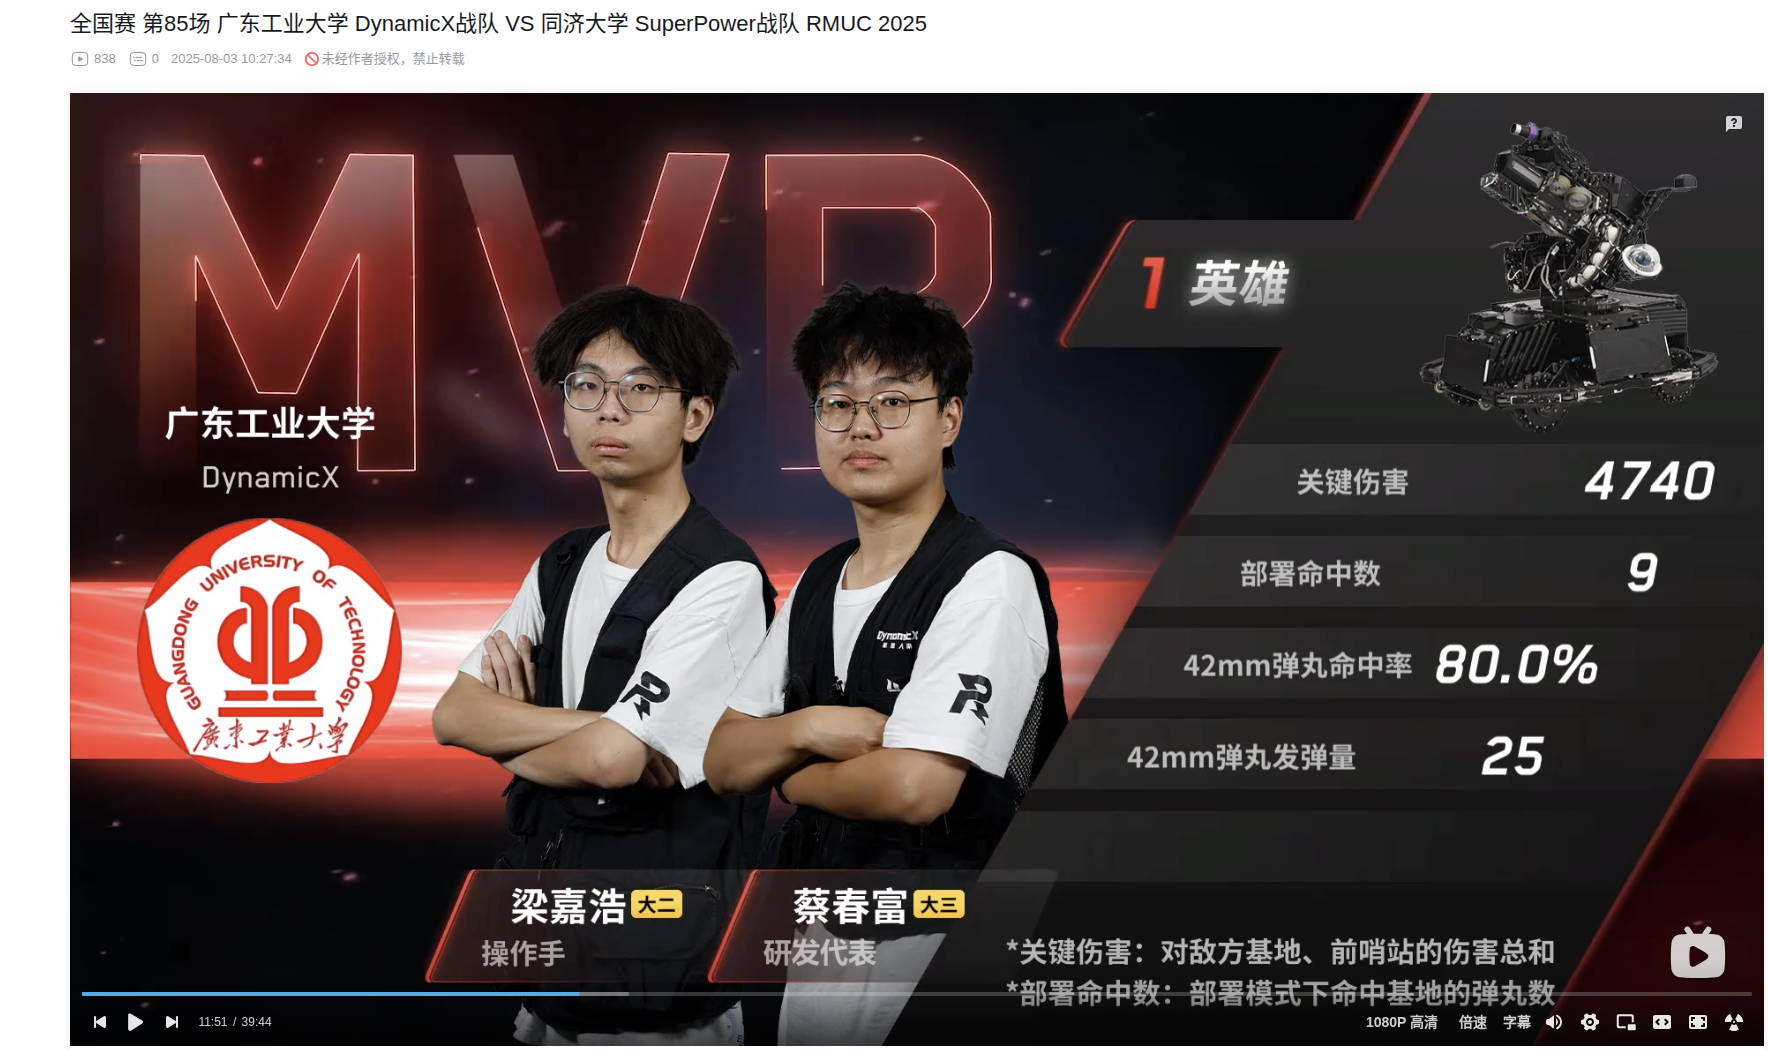 全国赛 第85场 广东工业大学 DynamicX战队 VS 同济大学 SuperPower战队 RMUC 2025
838 0 2025-08-03 10:27:34 未经作者授权，禁止转载
MVP
1 英雄
广东工业大学
DynamicX
GUANGDONG UNIVERSITY OF TECHNOLOGY
廣東工業大學
DynamicX
关键伤害 4740
部署命中数 9
42mm弹丸命中率 80.0%
42mm弹丸发弹量 25
梁嘉浩 大二
操作手
蔡春富 大三
研发代表
*关键伤害：对敌方基地、前哨站的伤害总和
*部署命中数：部署模式下命中基地的弹丸数
11:51 / 39:44
1080P 高清 倍速 字幕